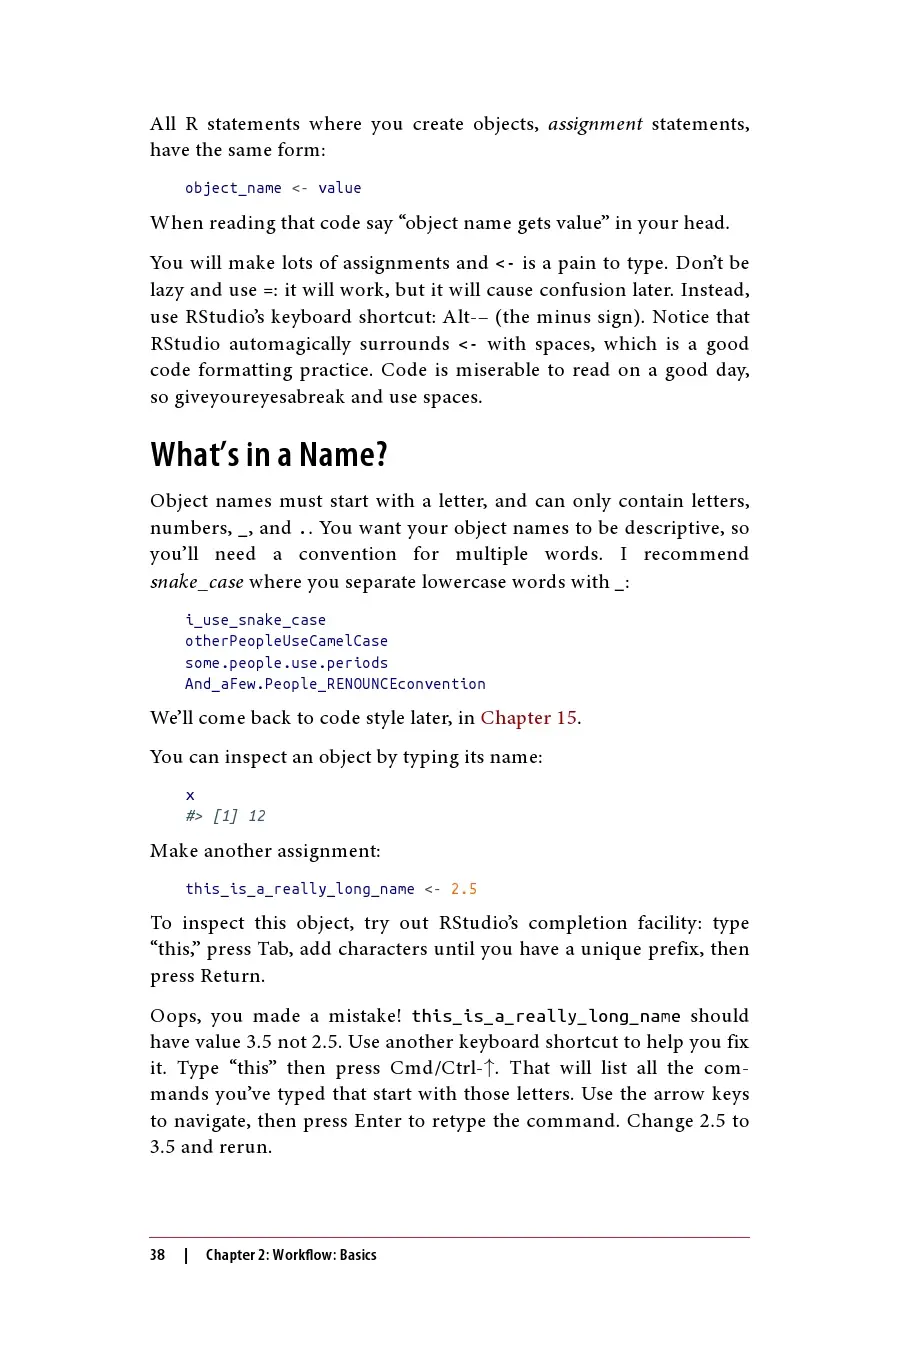 All R statements where you create objects, assignment statements,
have the same form:
object_name <- value
When reading that code say “object name gets value” in your head.
You will make lots of assignments and <- is a pain to type. Don’t be
lazy and use =: it will work, but it will cause confusion later. Instead,
use RStudio’s keyboard shortcut: Alt-– (the minus sign). Notice that
RStudio automagically surrounds <- with spaces, which is a good
code formatting practice. Code is miserable to read on a good day,
so giveyoureyesabreak and use spaces.
What’s in a Name?
Object names must start with a letter, and can only contain letters,
numbers, _, and .. You want your object names to be descriptive, so
you’ll need a convention for multiple words. I recommend
snake_case where you separate lowercase words with _:
i_use_snake_case
otherPeopleUseCamelCase
some.people.use.periods
And_aFew.People_RENOUNCEconvention
We’ll come back to code style later, in Chapter 15.
You can inspect an object by typing its name:
x
#> [1] 12
Make another assignment:
this_is_a_really_long_name <- 2.5
To inspect this object, try out RStudio’s completion facility: type
“this,” press Tab, add characters until you have a unique prefix, then
press Return.
Oops, you made a mistake! this_is_a_really_long_name should
have value 3.5 not 2.5. Use another keyboard shortcut to help you fix
it. Type “this” then press Cmd/Ctrl-↑. That will list all the com-
mands you’ve typed that start with those letters. Use the arrow keys
to navigate, then press Enter to retype the command. Change 2.5 to
3.5 and rerun.
38 | Chapter 2: Workflow: Basics